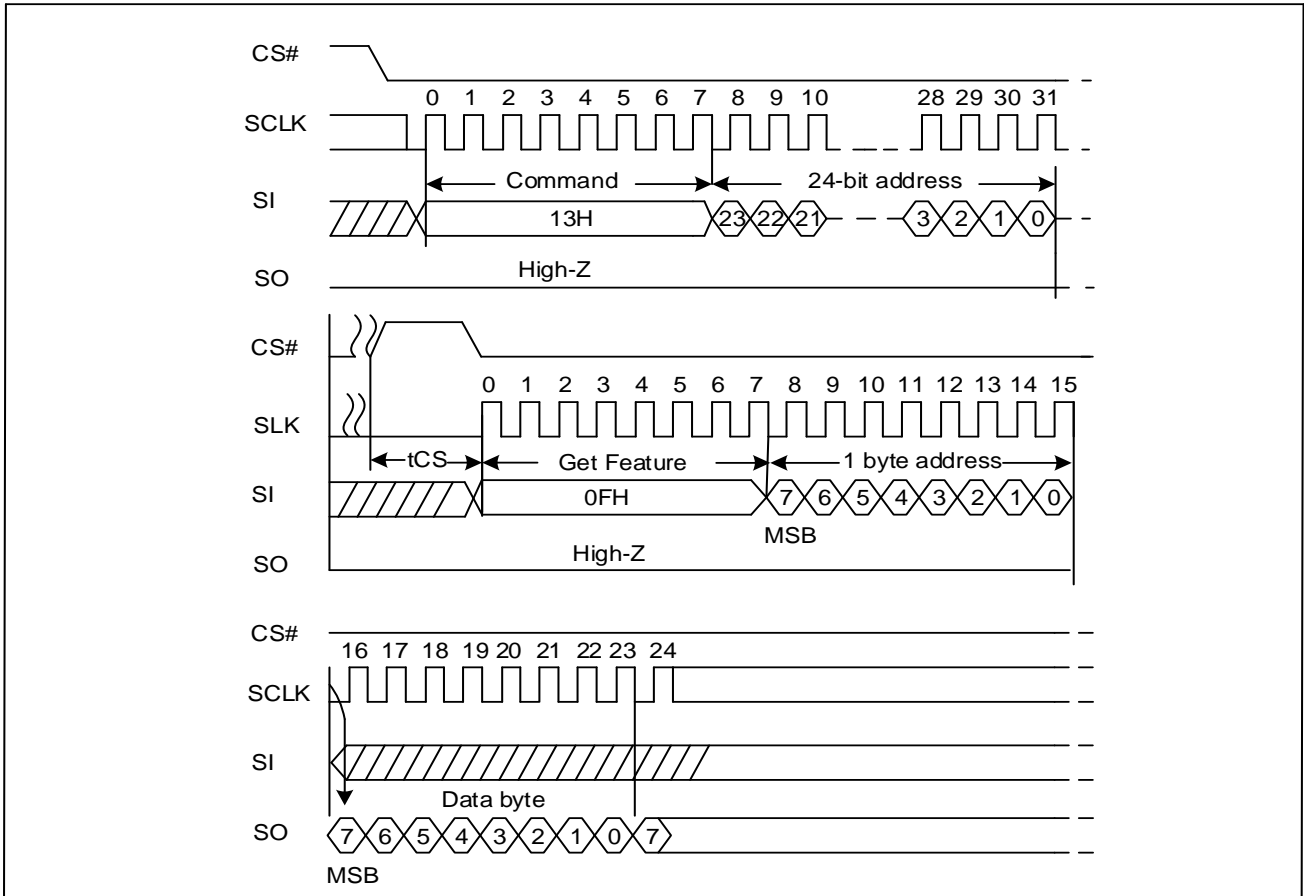 CS#
0 1 2 3 4 5 6 7 8 9 10 28 29 30 31
SCLK
Command 24-bit address
SI
13H 23 22 21 3 2 1 0
High-Z
SO
CS#
0 1 2 3 4 5 6 7 8 9 10 11 12 13 14 15
SLK
tCS Get Feature 1 byte address
SI
0FH 7 6 5 4 3 2 1 0
MSB
High-Z
SO
CS#
16 17 18 19 20 21 22 23 24
SCLK
SI
Data byte
SO 7 6 5 4 3 2 1 0 7
MSB